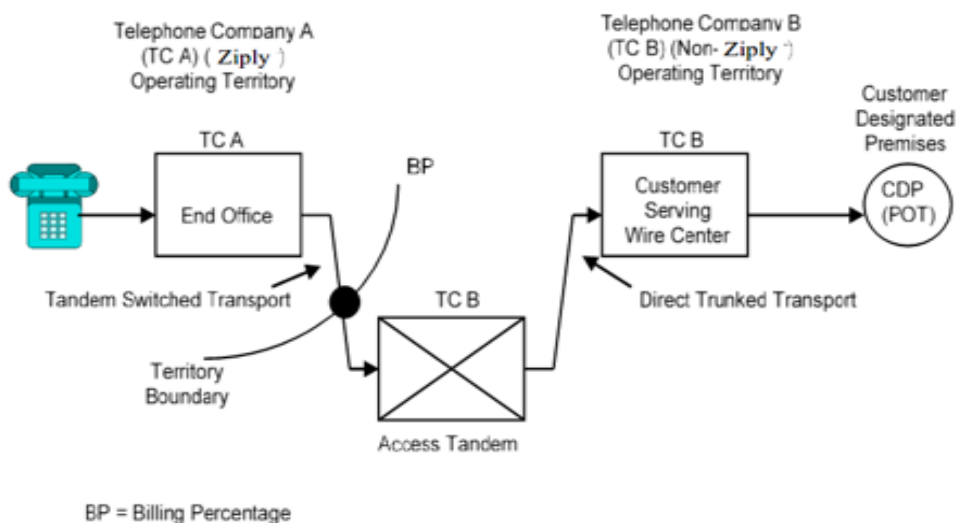 Telephone Company A
(TC A) ( Ziply )
Operating Territory
Telephone Company B
(TC B) (Non- Ziply )
Operating Territory
Customer
Designated
Premises
TC A
BP
TC B
End Office
Customer
Serving
Wire Center
CDP
(POT)
Tandem Switched Transport
TC B
Direct Trunked Transport
Territory
Boundary
Access Tandem
BP = Billing Percentage